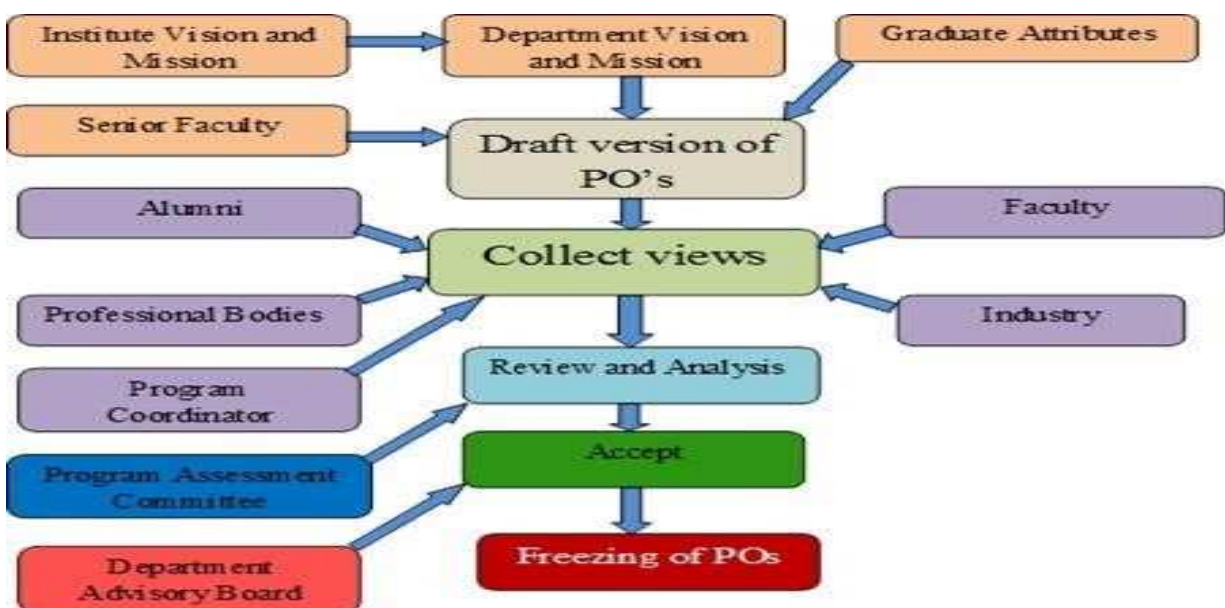 Institute Vision and
Mission
Department Vision
and Mission
Graduate Attributes
Senior Faculty
Draft version of
PO's
Alumni
Faculty
Collect views
Professional Bodies
Industry
Review and Analysis
Program
Coordinator
Accept
Program Assessment
Committee
Freezing of POs
Department
Advisory Board